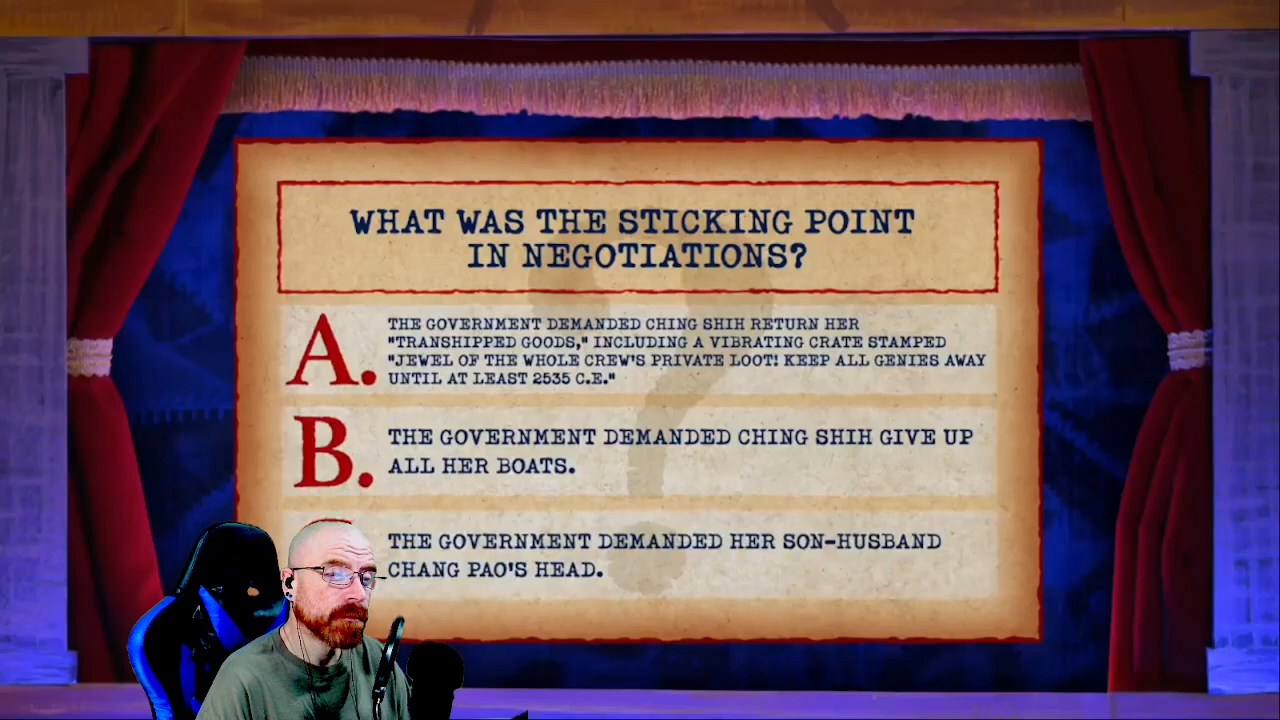 WHAT WAS THE STICKING POINT
IN NEGOTIATIONS?
A. THE GOVERNMENT DEMANDED CHING SHIH RETURN HER
"TRANSHIPPED GOODS," INCLUDING A VIBRATING CRATE STAMPED
"JEWEL OF THE WHOLE CREW'S PRIVATE LOOT! KEEP ALL GENIES AWAY
UNTIL AT LEAST 2535 C.E."
B. THE GOVERNMENT DEMANDED CHING SHIH GIVE UP
ALL HER BOATS.
THE GOVERNMENT DEMANDED HER SON-HUSBAND
CHANG PAO'S HEAD.